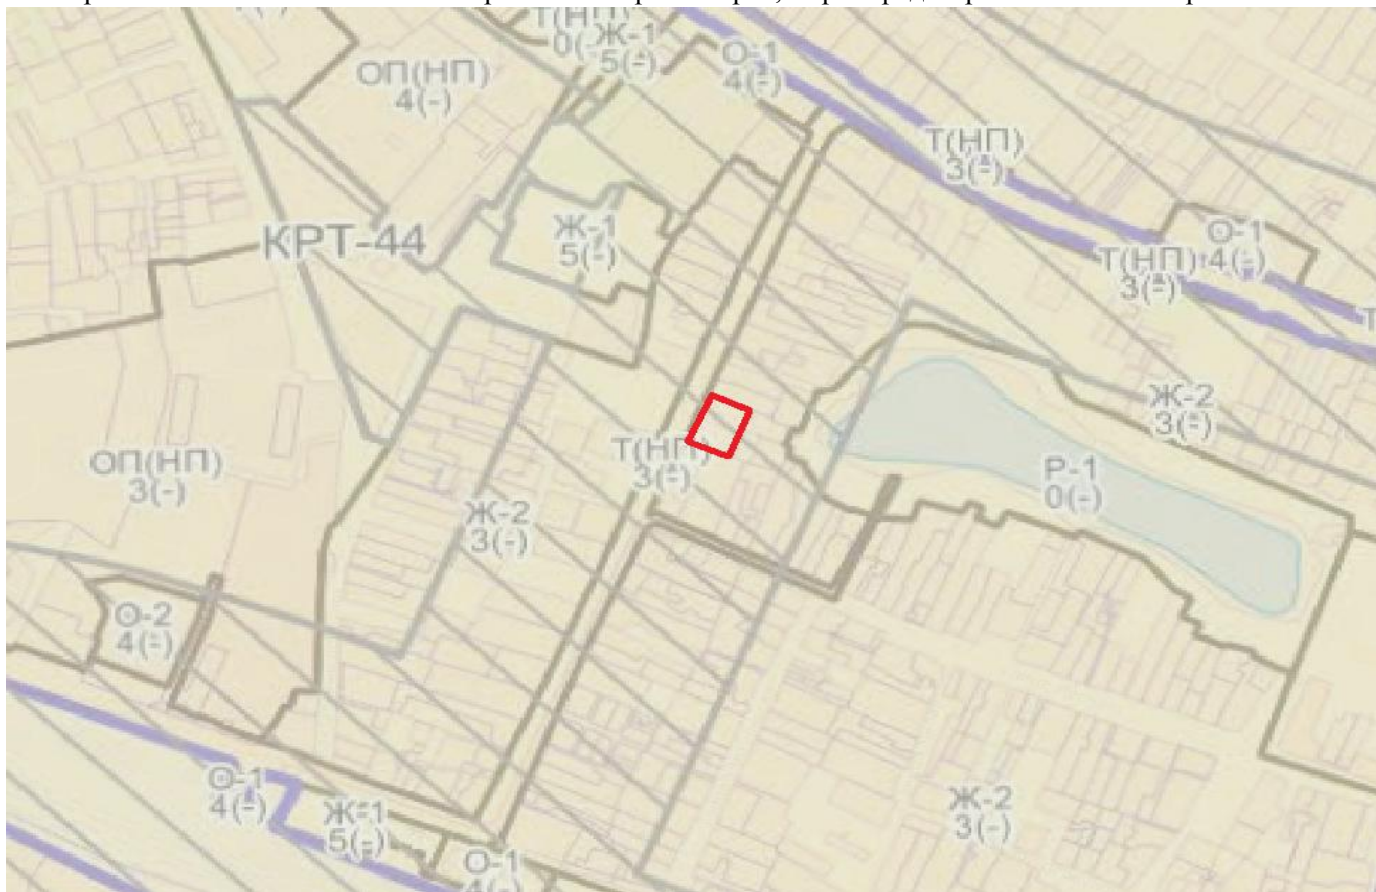 Т(НП)
0(-)
Ж-1
5(-)
О-1
4(-)
ОП(НП)
4(-)
Т(НП)
3(-)
КРТ-44
Ж-1
5(-)
О-1
4(-)
Т(НП)
3(-)
Ж-2
3(-)
ОП(НП)
3(-)
Т(НП)
3(-)
Р-1
0(-)
Ж-2
3(-)
О-2
4(-)
О-1
4(-)
Ж-1
5(-)
Ж-2
3(-)
О-1
4(-)